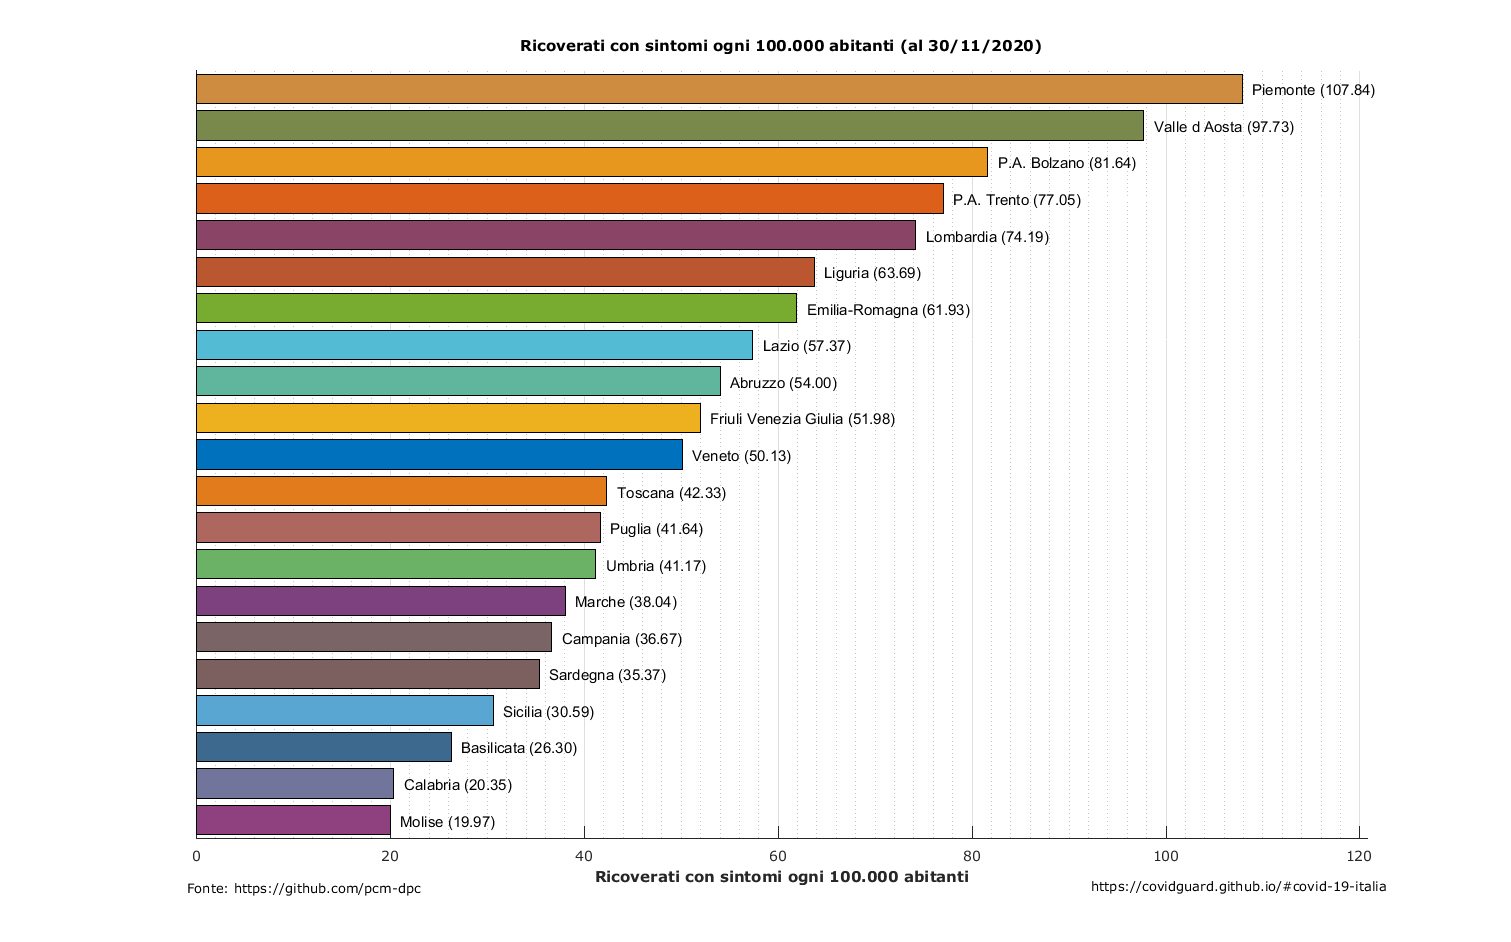 Ricoverati con sintomi ogni 100.000 abitanti (al 30/11/2020)
Piemonte (107.84)
Valle d Aosta (97.73)
P.A. Bolzano (81.64)
P.A. Trento (77.05)
Lombardia (74.19)
Liguria (63.69)
Emilia-Romagna (61.93)
Lazio (57.37)
Abruzzo (54.00)
Friuli Venezia Giulia (51.98)
Veneto (50.13)
Toscana (42.33)
Puglia (41.64)
Umbria (41.17)
Marche (38.04)
Campania (36.67)
Sardegna (35.37)
Sicilia (30.59)
Basilicata (26.30)
Calabria (20.35)
Molise (19.97)
0 20 40 60 80 100 120
Ricoverati con sintomi ogni 100.000 abitanti
Fonte: https://github.com/pcm-dpc
https://covidguard.github.io/#covid-19-italia